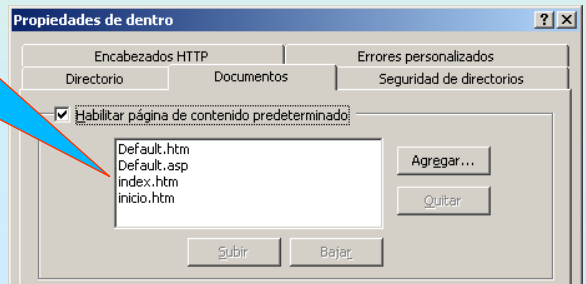 Propiedades de dentro
Encabezados HTTP
Errores personalizados
Directorio
Documentos
Seguridad de directorios
Habilitar página de contenido predeterminado
Default.htm
Default.asp
index.htm
inicio.htm
Agregar...
Quitar
Subir
Bajar